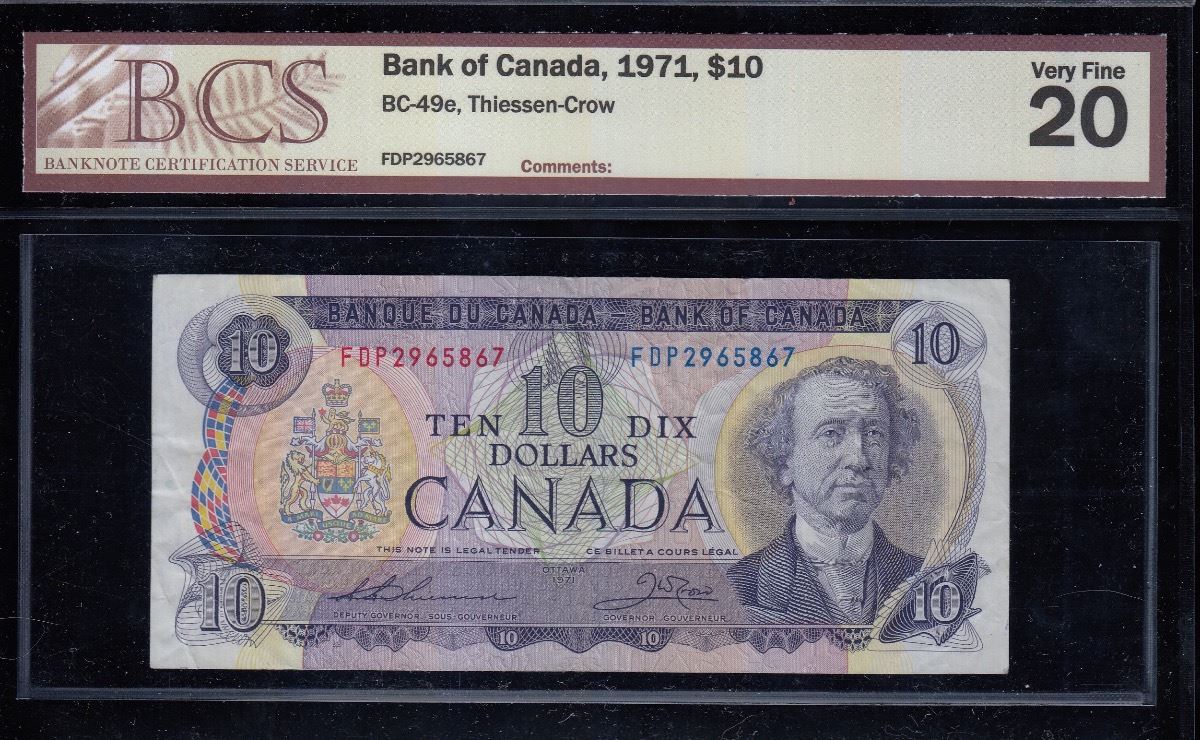 BCS
BANKNOTE CERTIFICATION SERVICE
Bank of Canada, 1971, $10
BC-49e, Thiessen-Crow
FDP2965867
Comments:
Very Fine
20
BANQUE DU CANADA – BANK OF CANADA
10
10
FDP2965867
FDP2965867
10
TEN DIX
DOLLARS
CANADA
THIS NOTE IS LEGAL TENDER
CE BILLET A COURS LÉGAL
OTTAWA
1971
DEPUTY GOVERNOR · SOUS-GOUVERNEUR
GOVERNOR · GOUVERNEUR
10
10
10
10